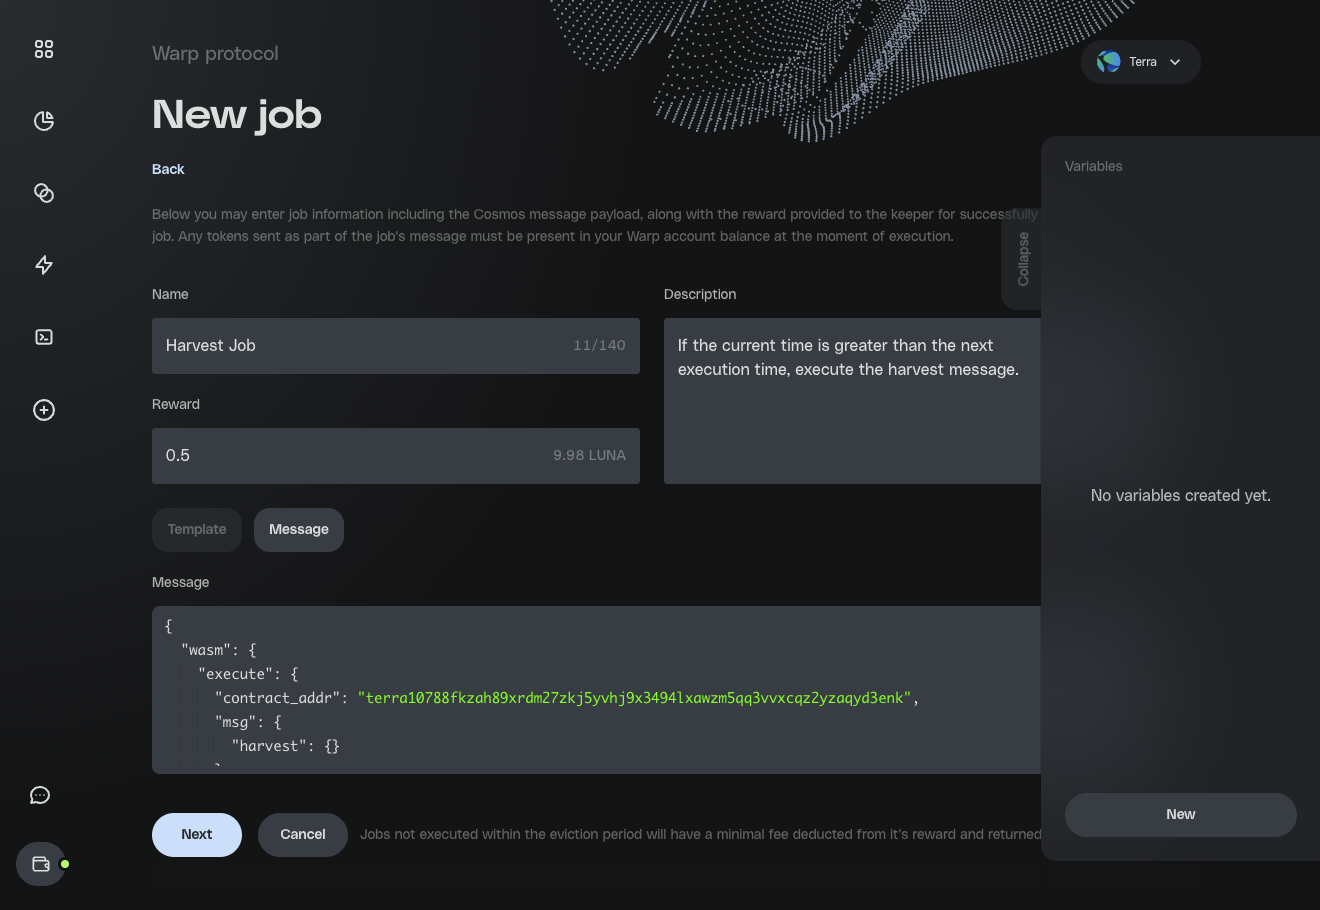 Warp protocol
Terra
New job
Variables
Back
Below you may enter job information including the Cosmos message payload, along with the reward provided to the keeper for successfully
job. Any tokens sent as part of the job's message must be present in your Warp account balance at the moment of execution.
Collapse
Name
Description
Harvest Job
11/140
If the current time is greater than the next
execution time, execute the harvest message.
Reward
0.5
9.98 LUNA
No variables created yet.
Template
Message
Message
{
"wasm": {
"execute": {
"contract_addr": "terra10788fkzah89xrdm27zkj5yvhj9x3494lxawzm5qq3vvxcqz2yzaqyd3enk",
"msg": {
"harvest": {}
}
New
Next
Cancel
Jobs not executed within the eviction period will have a minimal fee deducted from it's reward and returned